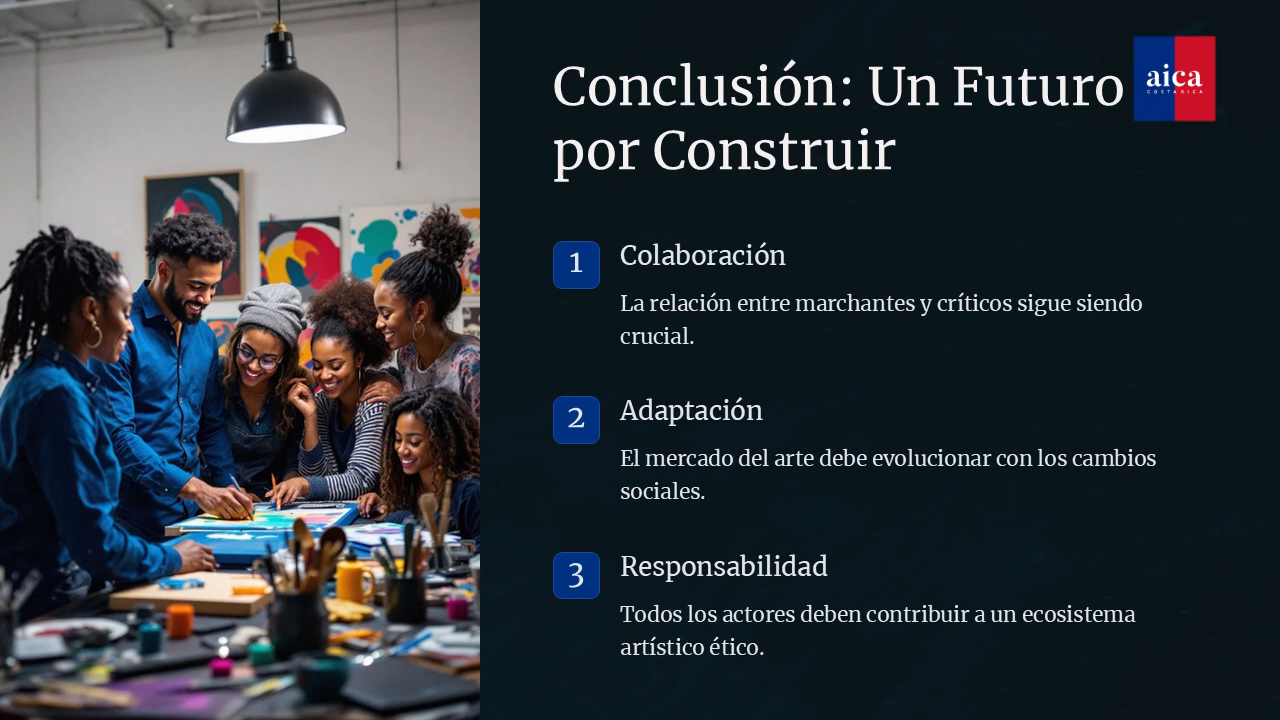 Conclusión: Un Futuro
por Construir
aica
COSTA RICA
1
Colaboración
La relación entre marchantes y críticos sigue siendo
crucial.
2
Adaptación
El mercado del arte debe evolucionar con los cambios
sociales.
3
Responsabilidad
Todos los actores deben contribuir a un ecosistema
artístico ético.